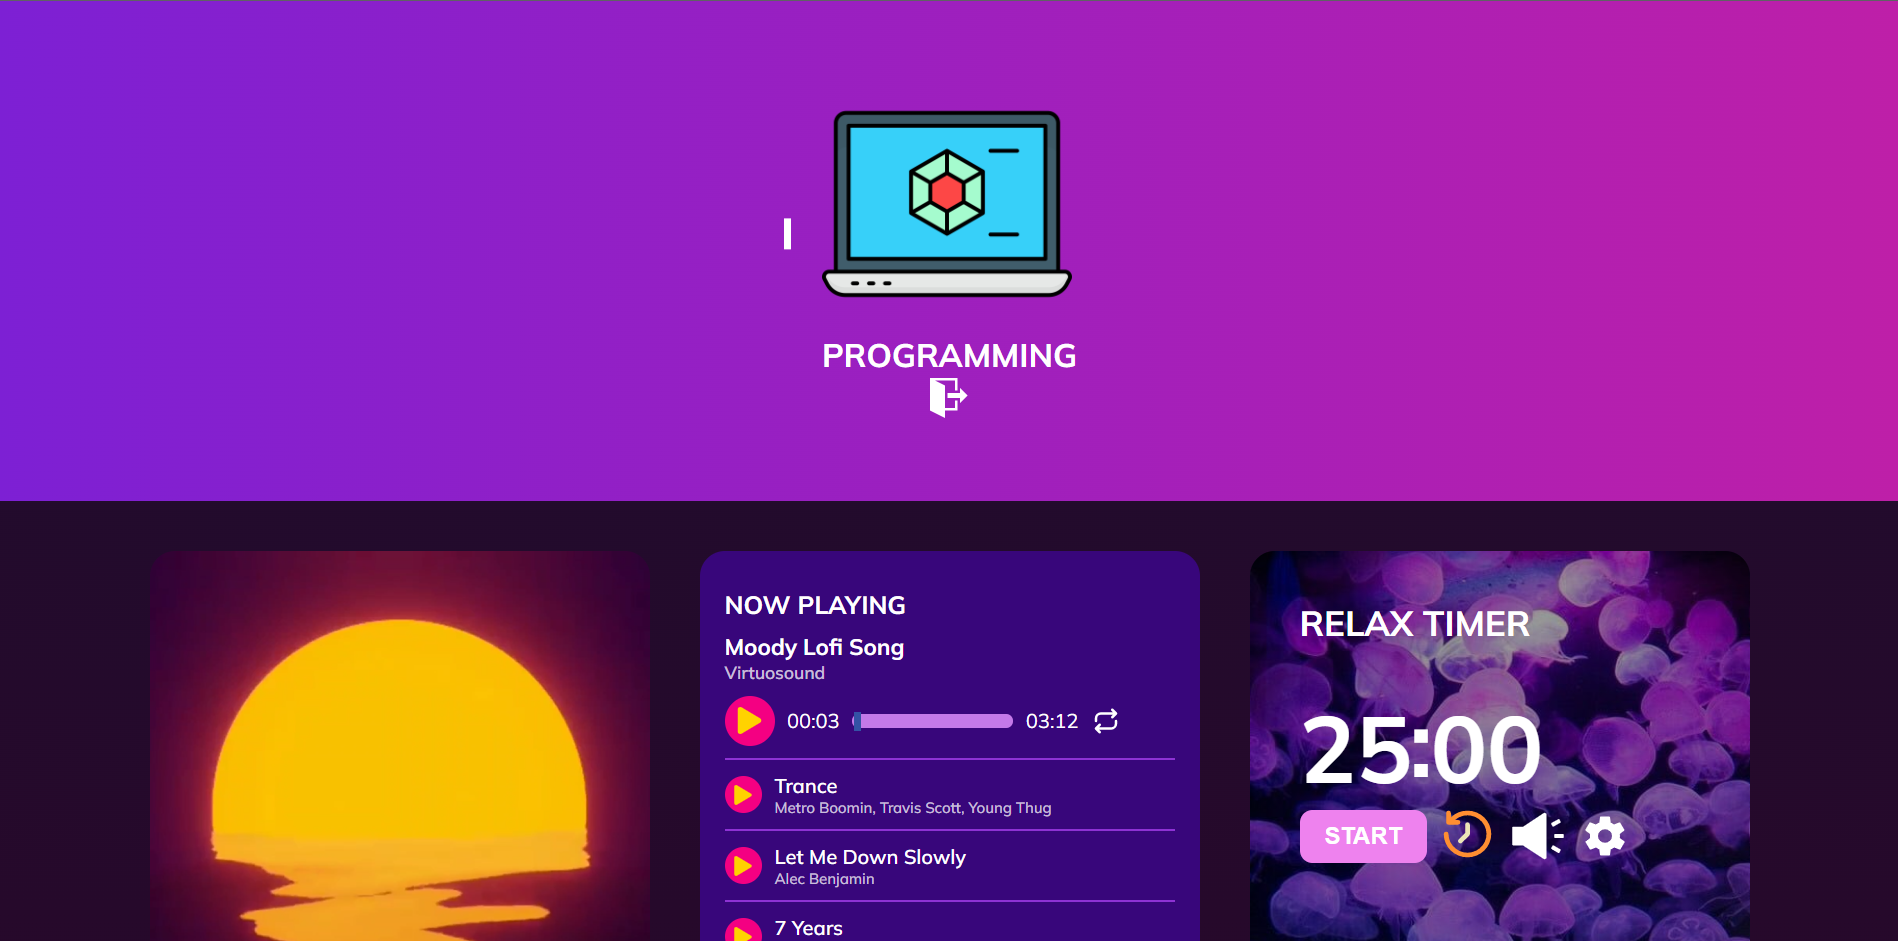 PROGRAMMING
NOW PLAYING
Moody Lofi Song
Virtuosound
00:03 03:12
Trance
Metro Boomin, Travis Scott, Young Thug
Let Me Down Slowly
Alec Benjamin
7 Years
RELAX TIMER
25:00
START